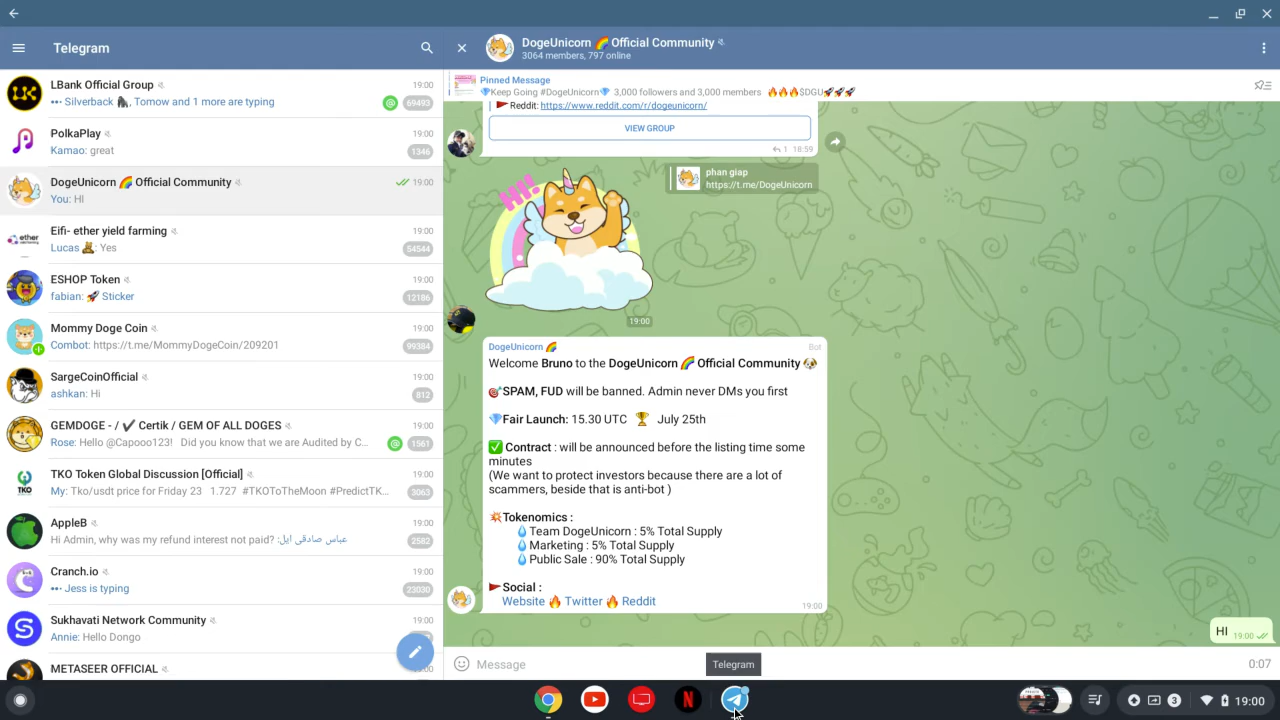 Telegram
LBank Official Group
19:00
Silverback 🦍, Tomow and 1 more are typing
@ 69493
PolkaPlay
19:00
Kamao: great
1346
DogeUnicorn 🌈 Official Community
19:00
You: HI
Eifi- ether yield farming
19:00
Lucas 🧸: Yes
54544
ESHOP Token
19:00
fabian: 🚀 Sticker
12186
Mommy Doge Coin
19:00
Combot: https://t.me/MommyDogeCoin/209201
99384
SargeCoinOfficial
19:00
ashkan: Hi
812
GEMDOGE - / ✔️ Certik / GEM OF ALL DOGES
19:00
Rose: Hello @Capooo123! Did you know that we are Audited by C...
@ 1561
TKO Token Global Discussion [Official]
19:00
My: Tko/usdt price for Friday 23 1.727 #TKOToTheMoon #PredictTK...
3063
AppleB
19:00
Hi Admin, why was my refund interest not paid? :عباس صادقی ایل
2582
Cranch.io
19:00
Jess is typing
23030
Sukhavati Network Community
19:00
Annie: Hello Dongo
METASEER OFFICIAL
19:00
DogeUnicorn 🌈 Official Community
3064 members, 797 online
Pinned Message
💎Keep Going #DogeUnicorn💎 3,000 followers and 3,000 members 🔥🔥🔥$DGU🚀🚀🚀
Reddit: https://www.reddit.com/r/dogeunicorn/
VIEW GROUP
1 18:59
phan giap
https://t.me/DogeUnicorn
HI!
19:00
DogeUnicorn 🌈
Bot
Welcome Bruno to the DogeUnicorn 🌈 Official Community 🐶
🎯SPAM, FUD will be banned. Admin never DMs you first
💎Fair Launch: 15.30 UTC 🏆 July 25th
✅ Contract : will be announced before the listing time some
minutes
(We want to protect investors because there are a lot of
scammers, beside that is anti-bot )
💥Tokenomics :
💧Team DogeUnicorn : 5% Total Supply
💧Marketing : 5% Total Supply
💧Public Sale : 90% Total Supply
🚩Social :
Website 🔥 Twitter 🔥 Reddit
19:00
HI 19:00
Message
0:07
Telegram
3
19:00